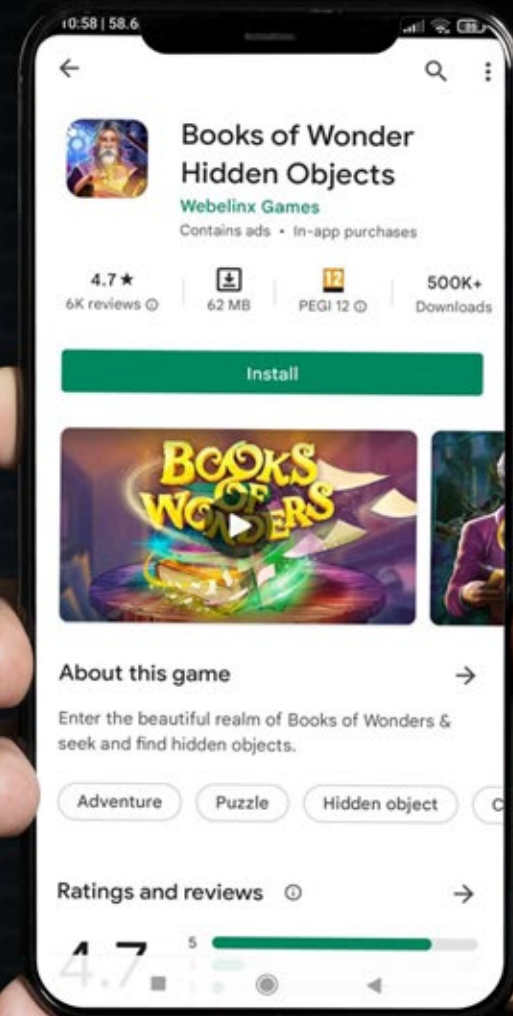 10:58 | 58.6
Books of Wonder
Hidden Objects
Webelinx Games
Contains ads • In-app purchases
4.7★
6K reviews
62 MB
12
PEGI 12
500K+
Downloads
Install
BOOKS
OF
WONDERS
About this game
Enter the beautiful realm of Books of Wonders &
seek and find hidden objects.
Adventure
Puzzle
Hidden object
C
Ratings and reviews
4.7
5